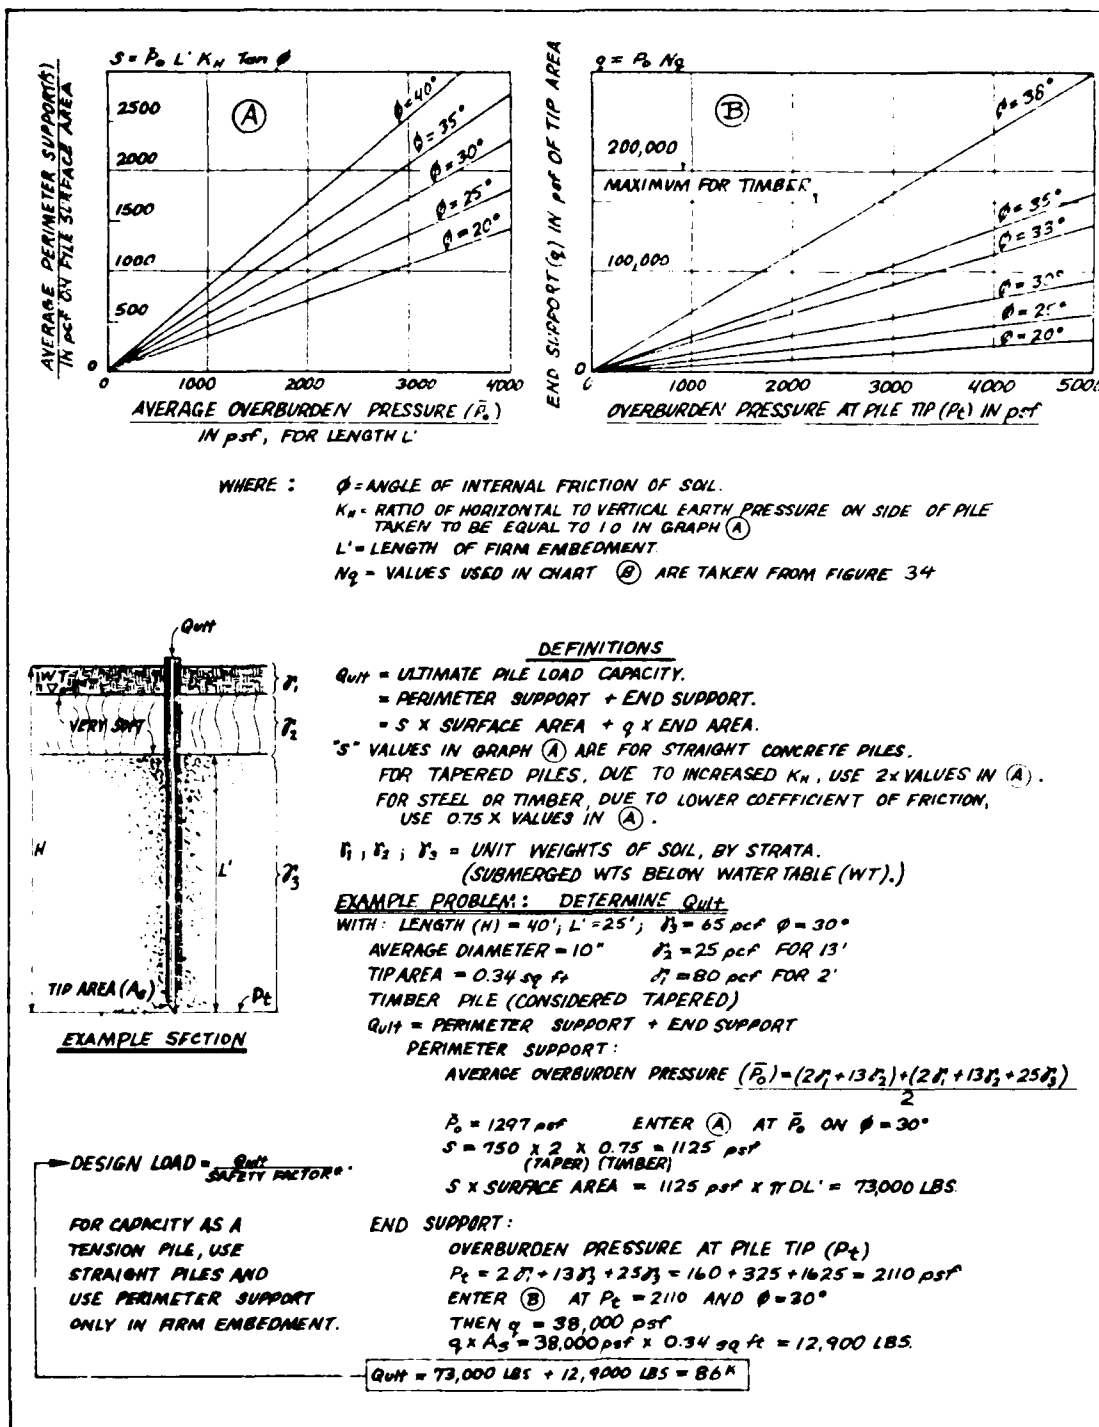 S = P̄o L' KH Tan φ
AVERAGE PERIMETER SUPPORT(S)
IN pcf ON PILE SURFACE AREA
2500
2000
1500
1000
500
0
A
φ=40°
φ=35°
φ=30°
φ=25°
φ=20°
0 1000 2000 3000 4000
AVERAGE OVERBURDEN PRESSURE (P̄o)
IN psf, FOR LENGTH L'
q = Po Nq
END SUPPORT (q) IN psf OF TIP AREA
200,000
MAXIMUM FOR TIMBER
100,000
0
B
φ=38°
φ=35°
φ=33°
φ=30°
φ=25°
φ=20°
0 1000 2000 3000 4000 5000
OVERBURDEN PRESSURE AT PILE TIP (Pt) IN psf
WHERE :
φ = ANGLE OF INTERNAL FRICTION OF SOIL.
KH = RATIO OF HORIZONTAL TO VERTICAL EARTH PRESSURE ON SIDE OF PILE
TAKEN TO BE EQUAL TO 1 0 IN GRAPH A
L' = LENGTH OF FIRM EMBEDMENT
Nq = VALUES USED IN CHART B ARE TAKEN FROM FIGURE 34
Qult
WT
VERY SOFT
γ1
γ2
γ3
H
L'
TIP AREA (As)
Pt
EXAMPLE SECTION
DEFINITIONS
Qult = ULTIMATE PILE LOAD CAPACITY.
= PERIMETER SUPPORT + END SUPPORT.
= S X SURFACE AREA + q X END AREA.
"S" VALUES IN GRAPH A ARE FOR STRAIGHT CONCRETE PILES.
FOR TAPERED PILES, DUE TO INCREASED KH, USE 2X VALUES IN A.
FOR STEEL OR TIMBER, DUE TO LOWER COEFFICIENT OF FRICTION,
USE 0.75 X VALUES IN A.
γ1, γ2 ; γ3 = UNIT WEIGHTS OF SOIL, BY STRATA.
(SUBMERGED WTS BELOW WATER TABLE (WT).)
EXAMPLE PROBLEM: DETERMINE Qult
WITH: LENGTH (H) = 40'; L' = 25'; γ3 = 65 pcf φ = 30°
AVERAGE DIAMETER = 10" γ2 = 25 pcf FOR 13'
TIP AREA = 0.34 sq ft γ1 = 80 pcf FOR 2'
TIMBER PILE (CONSIDERED TAPERED)
Qult = PERIMETER SUPPORT + END SUPPORT
PERIMETER SUPPORT:
AVERAGE OVERBURDEN PRESSURE (P̄o) = (2γ1 + 13γ2) + (2γ1 + 13γ2 + 25γ3)
2
P̄o = 1297 psf ENTER A AT P̄o ON φ = 30°
S = 750 X 2 X 0.75 = 1125 psf
(TAPER) (TIMBER)
S X SURFACE AREA = 1125 psf X π DL' = 73,000 LBS.
END SUPPORT:
OVERBURDEN PRESSURE AT PILE TIP (Pt)
Pt = 2γ1 + 13γ2 + 25γ3 = 160 + 325 + 1625 = 2110 psf
ENTER B AT Pt = 2110 AND φ = 30°
THEN q = 38,000 psf
q X As = 38,000 psf X 0.34 sq ft = 12,900 LBS.
Qult = 73,000 LBS + 12,9000 LBS = 86K
DESIGN LOAD = Qult
SAFETY FACTOR*.
FOR CAPACITY AS A
TENSION PILE, USE
STRAIGHT PILES AND
USE PERIMETER SUPPORT
ONLY IN FIRM EMBEDMENT.